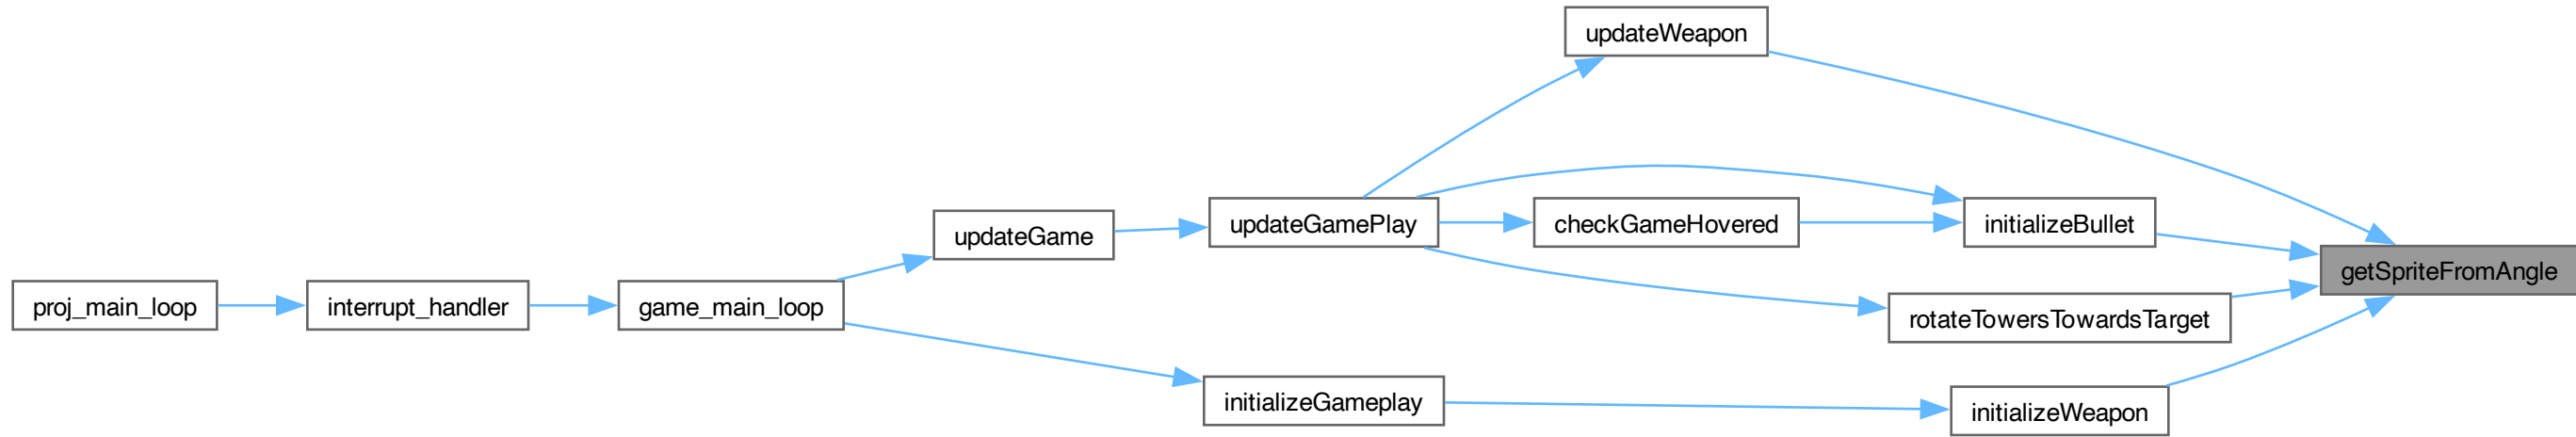 updateWeapon
updateGamePlay
checkGameHovered
initializeBullet
updateGame
getSpriteFromAngle
proj_main_loop
interrupt_handler
game_main_loop
rotateTowersTowardsTarget
initializeGameplay
initializeWeapon